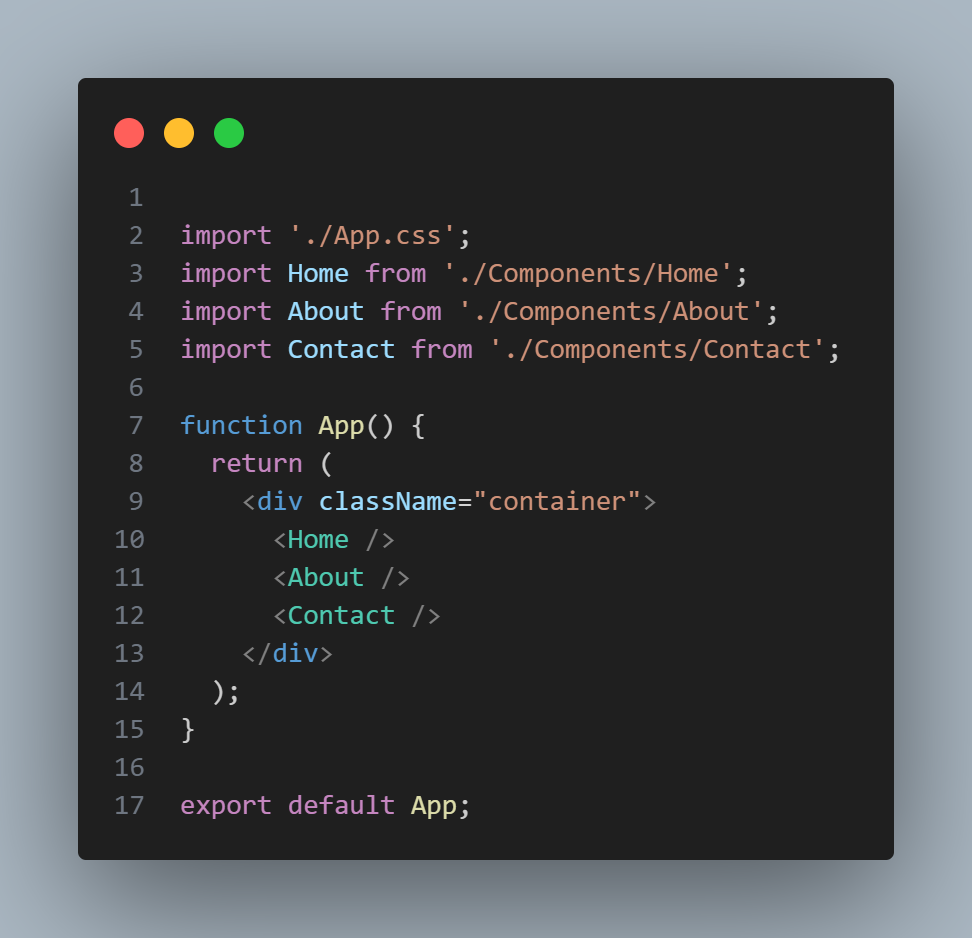 1
2 import './App.css';
3 import Home from './Components/Home';
4 import About from './Components/About';
5 import Contact from './Components/Contact';
6
7 function App() {
8   return (
9     <div className="container">
10       <Home />
11       <About />
12       <Contact />
13     </div>
14   );
15 }
16
17 export default App;